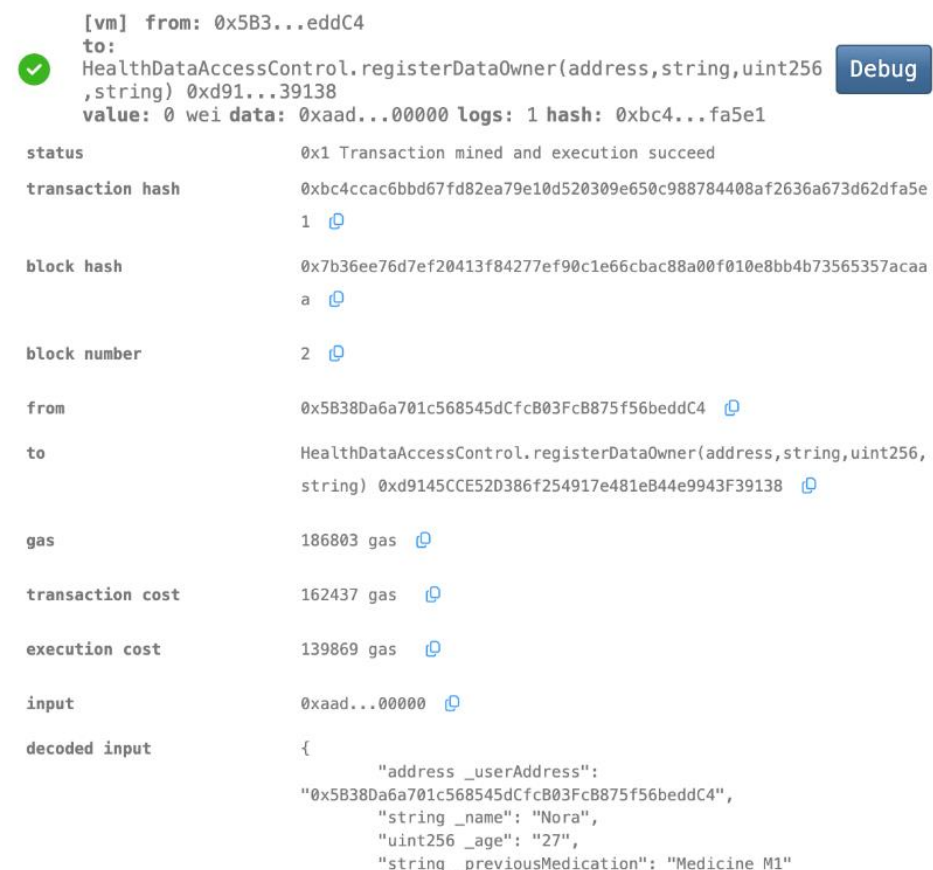 [vm] from: 0x5B3...eddC4
to:
HealthDataAccessControl.registerDataOwner(address,string,uint256
,string) 0xd91...39138
value: 0 wei data: 0xaad...00000 logs: 1 hash: 0xbc4...fa5e1
Debug
status 0x1 Transaction mined and execution succeed
transaction hash 0xbc4ccac6bbd67fd82ea79e10d520309e650c988784408af2636a673d62dfa5e
1
block hash 0x7b36ee76d7ef20413f84277ef90c1e66cbac88a00f010e8bb4b73565357acaa
a
block number 2
from 0x5B38Da6a701c568545dCfcB03FcB875f56beddC4
to HealthDataAccessControl.registerDataOwner(address,string,uint256,
string) 0xd9145CCE52D386f254917e481eB44e9943F39138
gas 186803 gas
transaction cost 162437 gas
execution cost 139869 gas
input 0xaad...00000
decoded input {
"address _userAddress":
"0x5B38Da6a701c568545dCfcB03FcB875f56beddC4",
"string _name": "Nora",
"uint256 _age": "27",
"string _previousMedication": "Medicine M1"